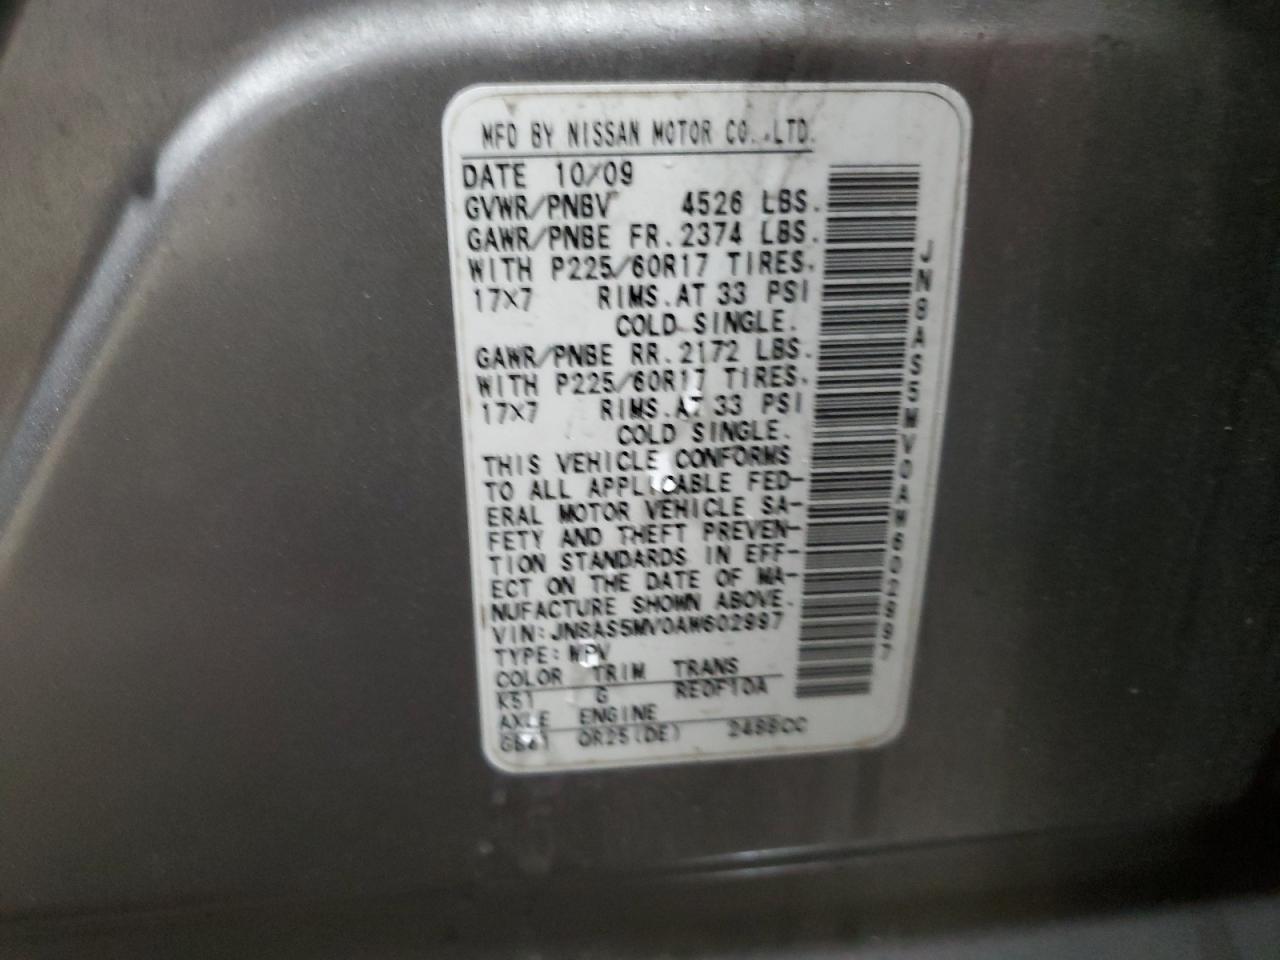 MFD BY NISSAN MOTOR CO.,LTD.
DATE 10/09
GVWR/PNBV 4526 LBS.
GAWR/PNBE FR.2374 LBS.
WITH P225/60R17 TIRES.
17×7 RIMS.AT 33 PSI
COLD SINGLE.
GAWR/PNBE RR.2172 LBS.
WITH P225/60R17 TIRES.
17×7 RIMS.AT 33 PSI
COLD SINGLE.
THIS VEHICLE CONFORMS
TO ALL APPLICABLE FED-
ERAL MOTOR VEHICLE SA-
FETY AND THEFT PREVEN-
TION STANDARDS IN EFF-
ECT ON THE DATE OF MA-
NUFACTURE SHOWN ABOVE.
VIN:JN8AS5MV0AW602997
TYPE:MPV
COLOR TRIM TRANS
K51 G RE0F10A
AXLE ENGINE
QR25(DE) 2488CC
JN8AS5MV0AW602997